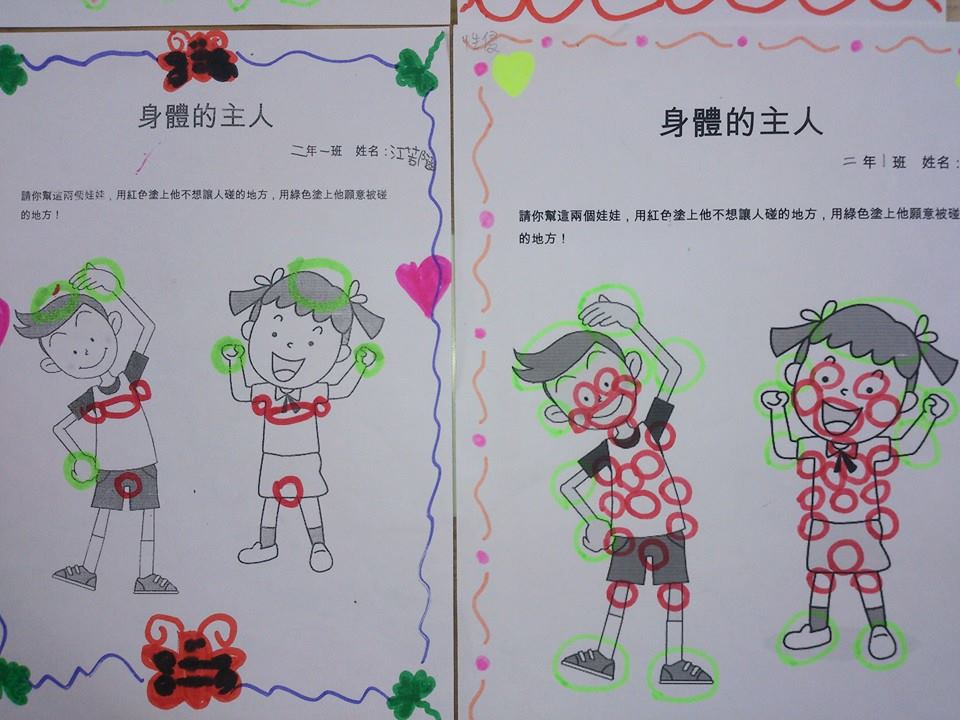 身體的主人
二年一班 姓名：江
請你幫這兩個娃娃，用紅色塗上他不想讓人碰的地方，用綠色塗上他願意被碰
的地方！
性侵
身體的主人
二年1班 姓名：
請你幫這兩個娃娃，用紅色塗上他不想讓人碰的地方，用綠色塗上他願意被碰
的地方！